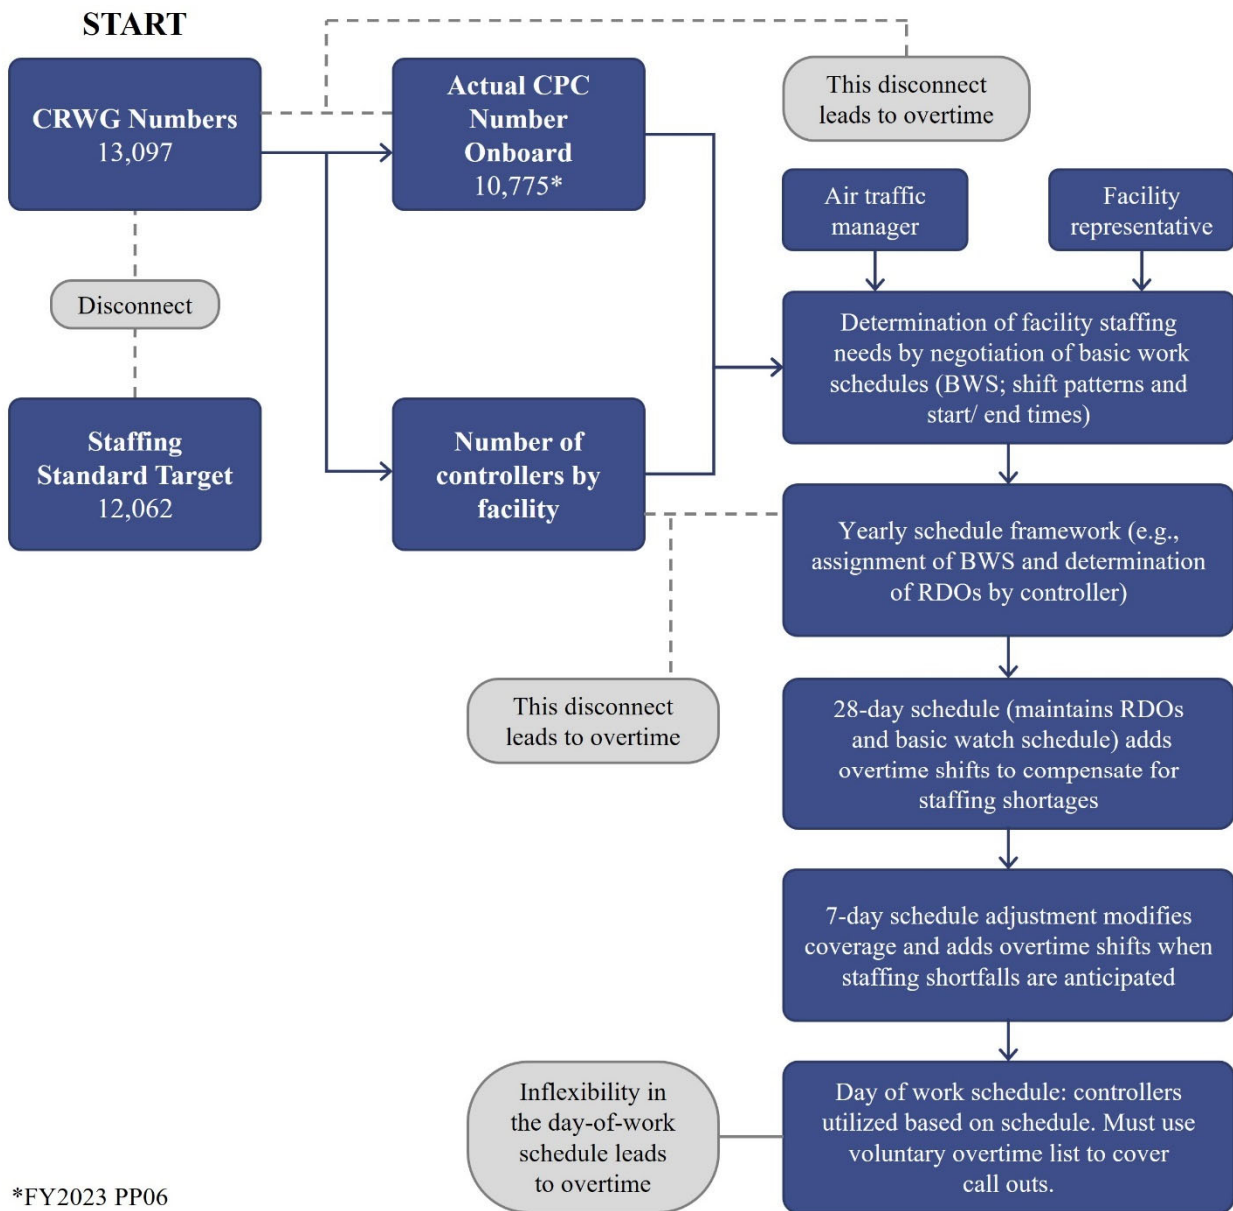 START
CRWG Numbers
13,097
Actual CPC
Number
Onboard
10,775*
This disconnect
leads to overtime
Air traffic
manager
Facility
representative
Disconnect
Determination of facility staffing
needs by negotiation of basic work
schedules (BWS; shift patterns and
start/ end times)
Staffing
Standard Target
12,062
Number of
controllers by
facility
Yearly schedule framework (e.g.,
assignment of BWS and determination
of RDOs by controller)
This disconnect
leads to overtime
28-day schedule (maintains RDOs
and basic watch schedule) adds
overtime shifts to compensate for
staffing shortages
7-day schedule adjustment modifies
coverage and adds overtime shifts when
staffing shortfalls are anticipated
Inflexibility in
the day-of-work
schedule leads
to overtime
Day of work schedule: controllers
utilized based on schedule. Must use
voluntary overtime list to cover
call outs.
*FY2023 PP06